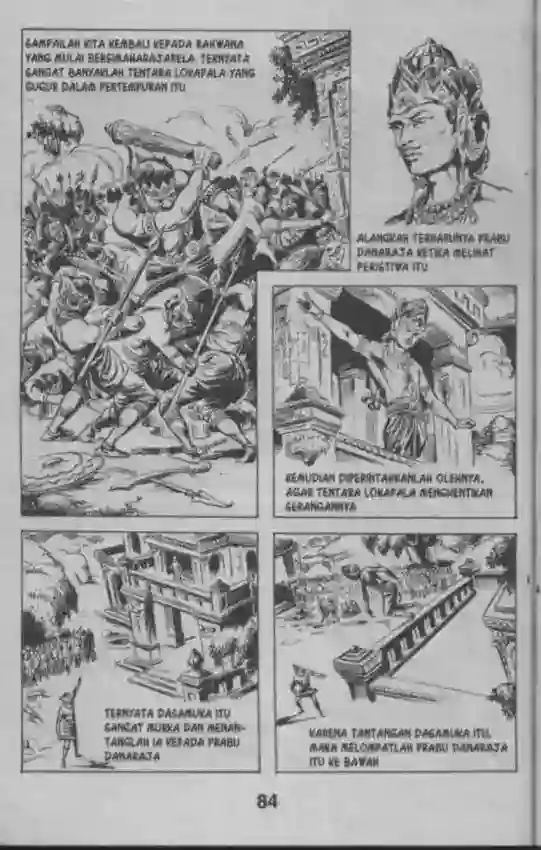 SAMPAILAH KITA KEMBALI KEPADA RAHWANA
YANG MULAI BERSIMAHARAJARELA. TERNYATA
SANGAT BANYAKLAH TENTARA LOKAPALA YANG
GUGUR DALAM PERTEMPURAN ITU
ALANGKAH TERHARUNYA PRABU
DANARAJA KETIKA MELIHAT
PERISTIWA ITU
KEMUDIAN DIPERINTAHKANLAH OLEHNYA,
AGAR TENTARA LOKAPALA MENGHENTIKAN
SERANGANNYA
TERNYATA DASAMUKA ITU
SANGAT MURKA DAN MENAN-
TANGLAH IA KEPADA PRABU
DANARAJA
KARENA TANTANGAN DASAMUKA ITU,
MAKA MELOMPATLAH PRABU DANARAJA
ITU KE BAWAH
84